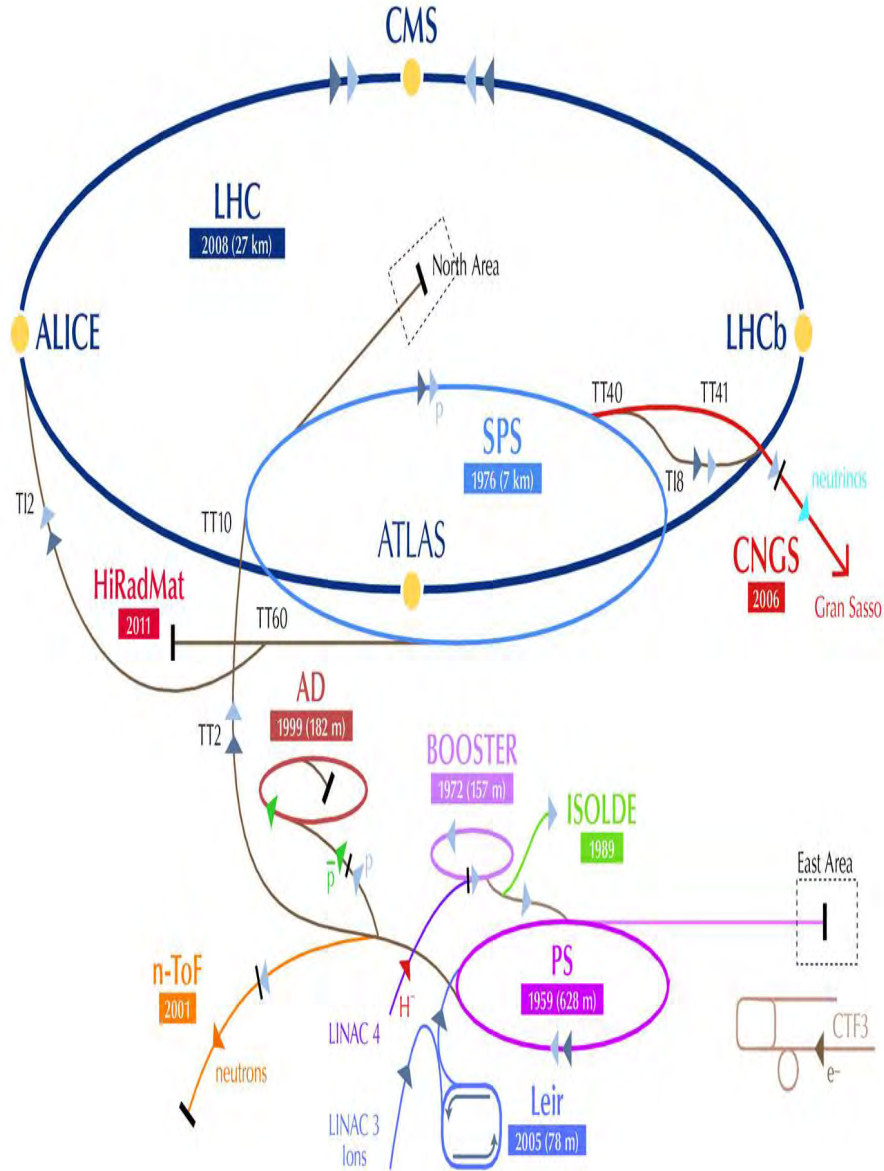 CMS
LHC
2008 (27 km)
North Area
ALICE
LHCb
TT40
TT41
p
SPS
1976 (7 km)
TI8
neutrinos
TI2
TT10
ATLAS
CNGS
2006
Gran Sasso
HiRadMat
2011
TT60
AD
1999 (182 m)
TT2
BOOSTER
1972 (157 m)
ISOLDE
1989
p̄
p
East Area
n-ToF
2001
PS
1959 (628 m)
H⁻
LINAC 4
neutrons
CTF3
e⁻
LINAC 3
Ions
Leir
2005 (78 m)